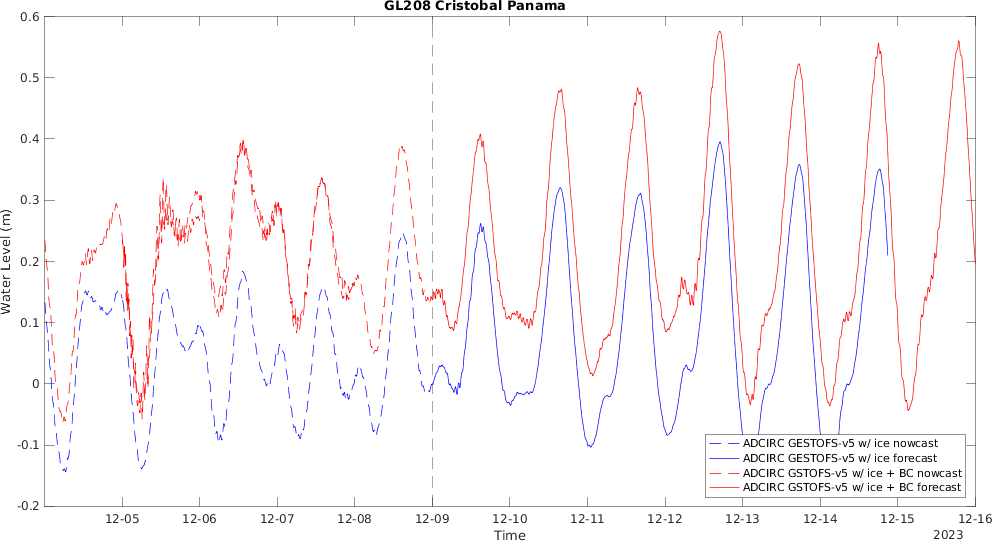 GL208 Cristobal Panama
0.6
0.5
0.4
0.3
0.2
0.1
0
-0.1
-0.2
Water Level (m)
ADCIRC GESTOFS-v5 w/ ice nowcast
ADCIRC GESTOFS-v5 w/ ice forecast
ADCIRC GSTOFS-v5 w/ ice + BC nowcast
ADCIRC GSTOFS-v5 w/ ice + BC forecast
12-05 12-06 12-07 12-08 12-09 12-10 12-11 12-12 12-13 12-14 12-15 12-16
Time
2023